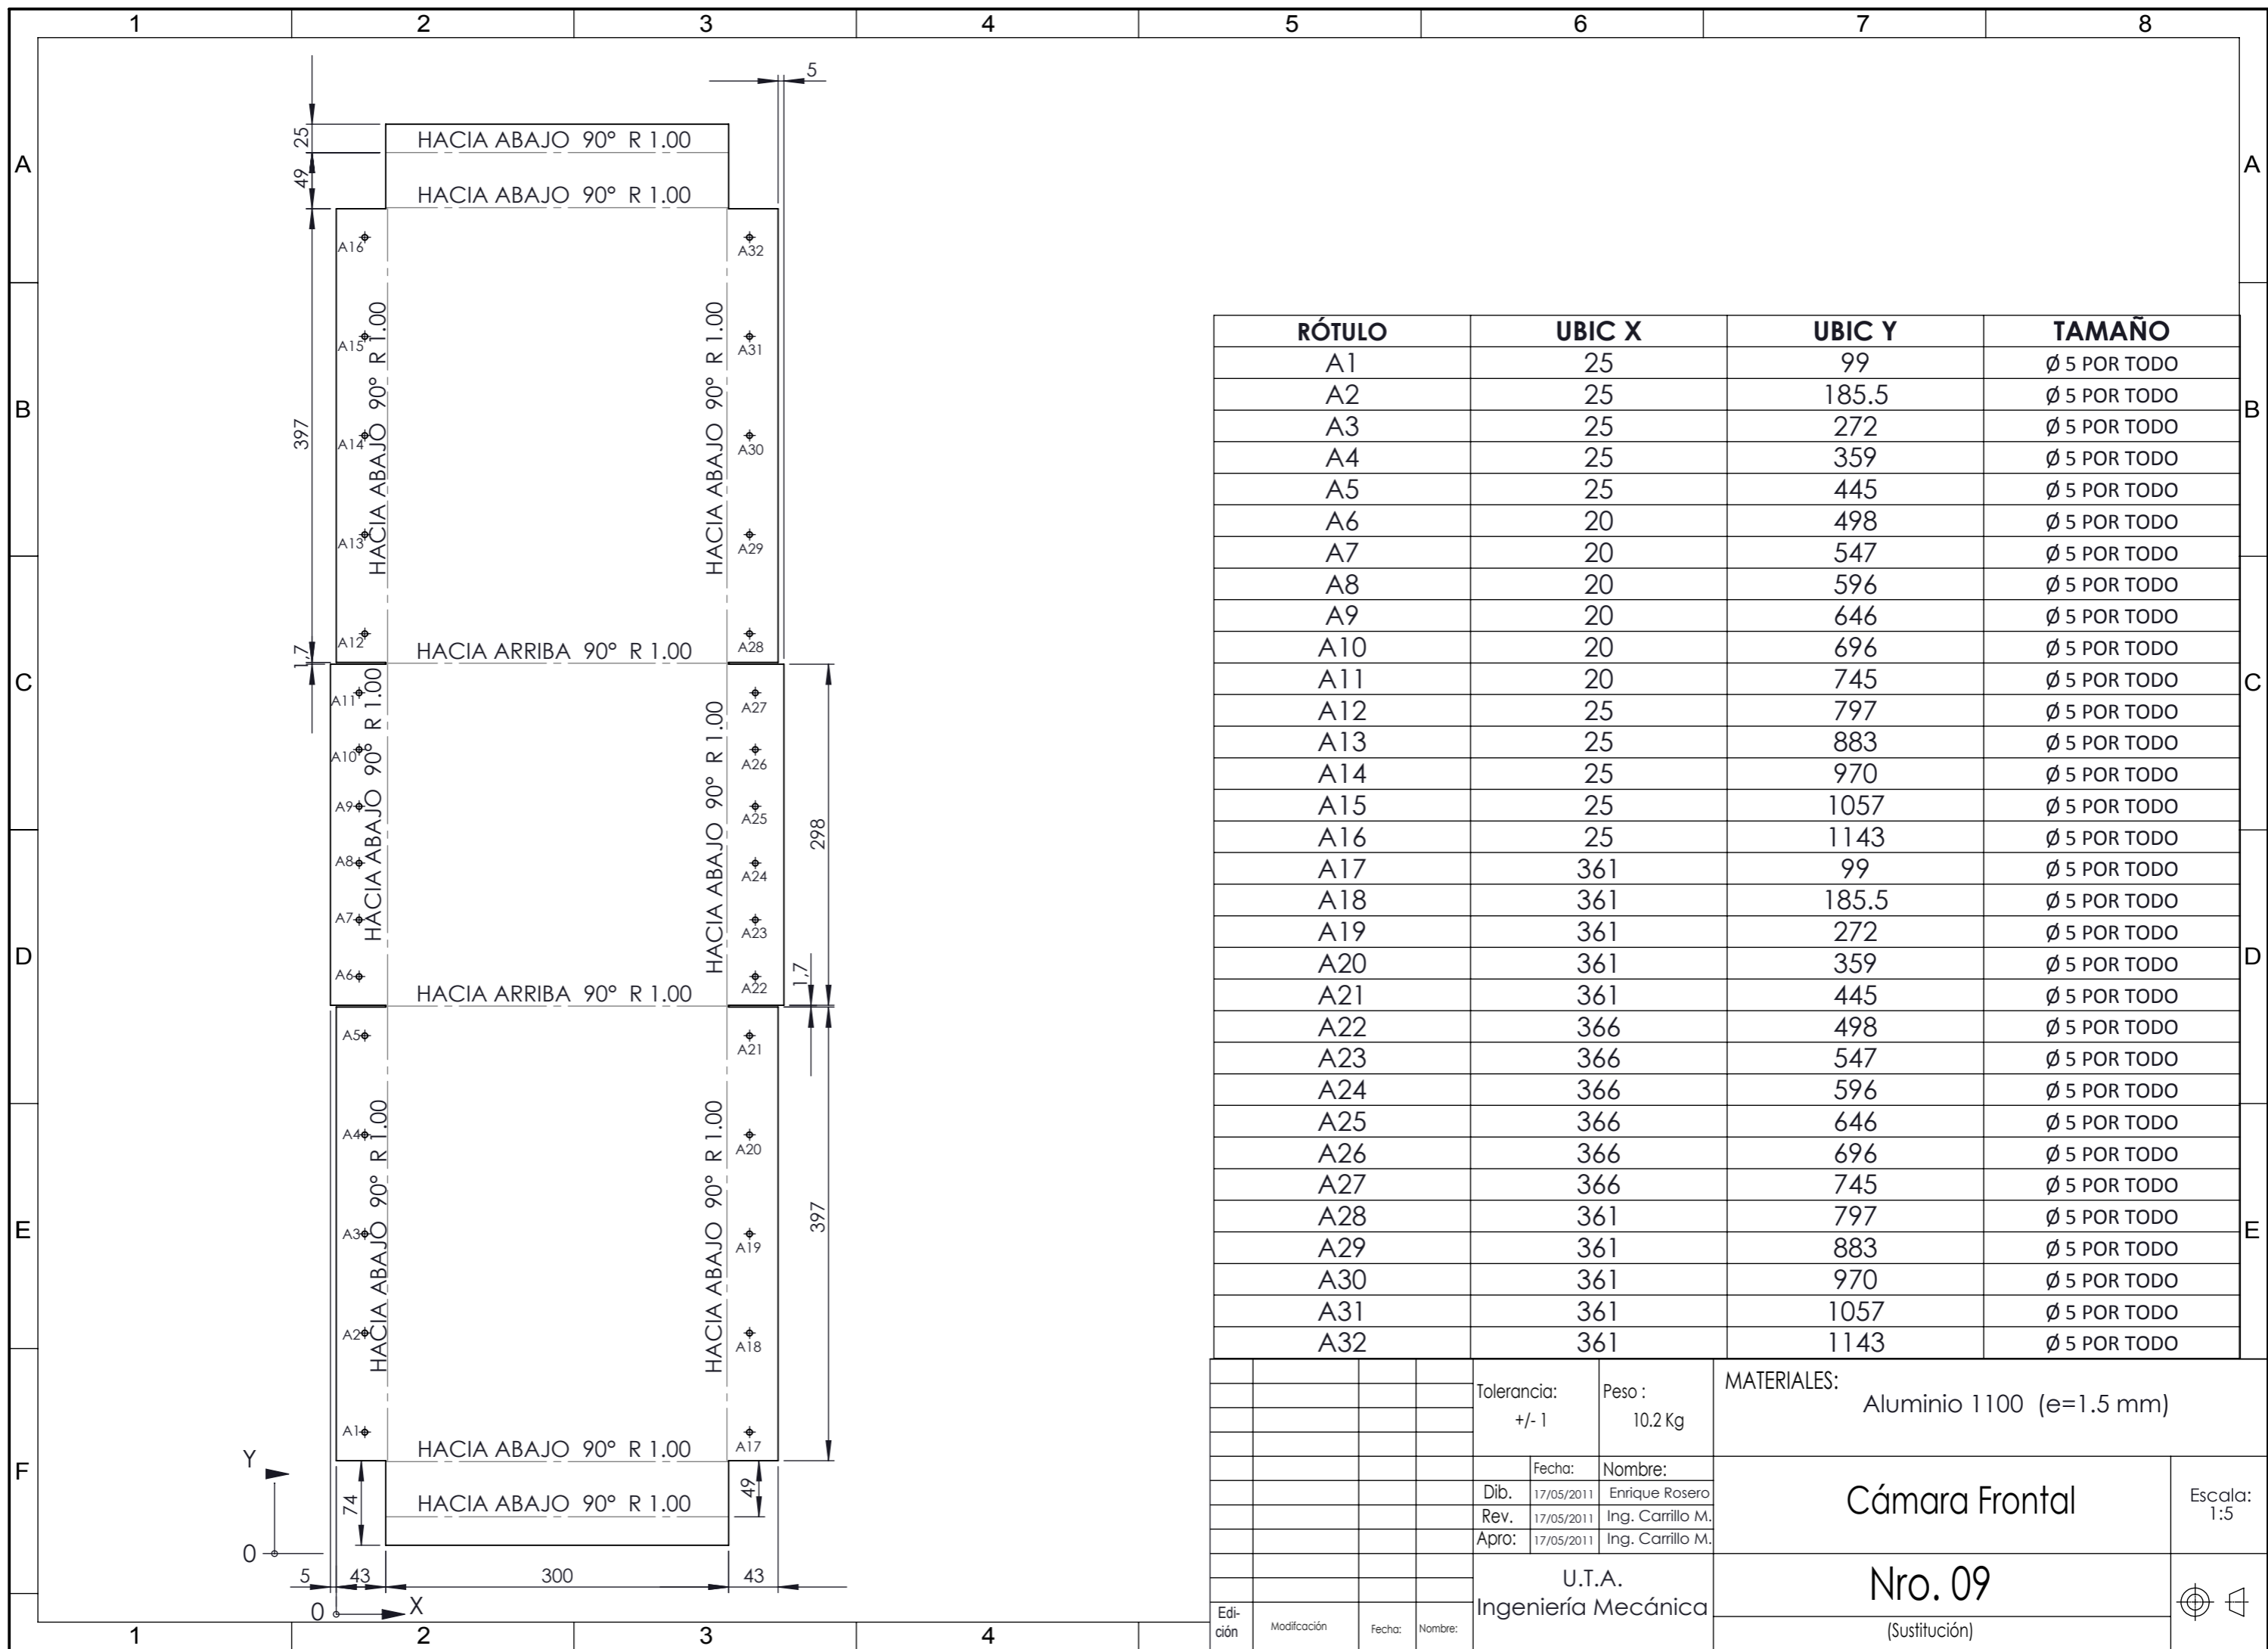 1 2 3 4 5 6 7 8
A
B
C
D
E
F
A
B
C
D
E
5
25
49
397
1,7
HACIA ABAJO 90° R 1.00
HACIA ABAJO 90° R 1.00
A16
A15
A14
A13
A12
HACIA ABAJO 90° R 1.00
HACIA ABAJO 90° R 1.00
A32
A31
A30
A29
A28
HACIA ARRIBA 90° R 1.00
A11
A10
A9
A8
A7
A6
HACIA ABAJO 90° R 1.00
HACIA ABAJO 90° R 1.00
A27
A26
A25
A24
A23
A22
298
1,7
HACIA ARRIBA 90° R 1.00
A5
A4
A3
A2
A1
HACIA ABAJO 90° R 1.00
HACIA ABAJO 90° R 1.00
A21
A20
A19
A18
A17
397
HACIA ABAJO 90° R 1.00
HACIA ABAJO 90° R 1.00
74
49
Y
0
5 43 300 43
0 X
RÓTULO UBIC X UBIC Y TAMAÑO
A1 25 99 Ø 5 POR TODO
A2 25 185.5 Ø 5 POR TODO
A3 25 272 Ø 5 POR TODO
A4 25 359 Ø 5 POR TODO
A5 25 445 Ø 5 POR TODO
A6 20 498 Ø 5 POR TODO
A7 20 547 Ø 5 POR TODO
A8 20 596 Ø 5 POR TODO
A9 20 646 Ø 5 POR TODO
A10 20 696 Ø 5 POR TODO
A11 20 745 Ø 5 POR TODO
A12 25 797 Ø 5 POR TODO
A13 25 883 Ø 5 POR TODO
A14 25 970 Ø 5 POR TODO
A15 25 1057 Ø 5 POR TODO
A16 25 1143 Ø 5 POR TODO
A17 361 99 Ø 5 POR TODO
A18 361 185.5 Ø 5 POR TODO
A19 361 272 Ø 5 POR TODO
A20 361 359 Ø 5 POR TODO
A21 361 445 Ø 5 POR TODO
A22 366 498 Ø 5 POR TODO
A23 366 547 Ø 5 POR TODO
A24 366 596 Ø 5 POR TODO
A25 366 646 Ø 5 POR TODO
A26 366 696 Ø 5 POR TODO
A27 366 745 Ø 5 POR TODO
A28 361 797 Ø 5 POR TODO
A29 361 883 Ø 5 POR TODO
A30 361 970 Ø 5 POR TODO
A31 361 1057 Ø 5 POR TODO
A32 361 1143 Ø 5 POR TODO
Tolerancia:
+/- 1
Peso :
10.2 Kg
MATERIALES:
Aluminio 1100 (e=1.5 mm)
Fecha: Nombre:
Dib. 17/05/2011 Enrique Rosero
Rev. 17/05/2011 Ing. Carrillo M.
Apro: 17/05/2011 Ing. Carrillo M.
Cámara Frontal
Escala:
1:5
U.T.A.
Ingeniería Mecánica
Nro. 09
(Sustitución)
Edi-
ción
Modifcación
Fecha:
Nombre:
1 2 3 4